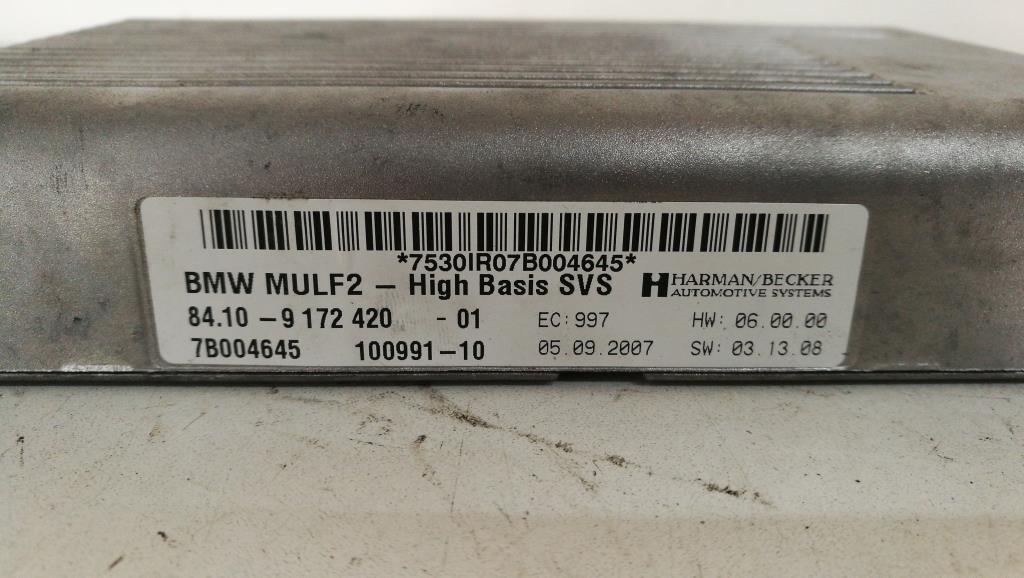 *7530IR07B004645*
BMW MULF2 – High Basis SVS
HARMAN/BECKER
AUTOMOTIVE SYSTEMS
84.10 – 9 172 420 - 01 EC: 997 HW: 06.00.00
7B004645 100991-10 05.09.2007 SW: 03.13.08